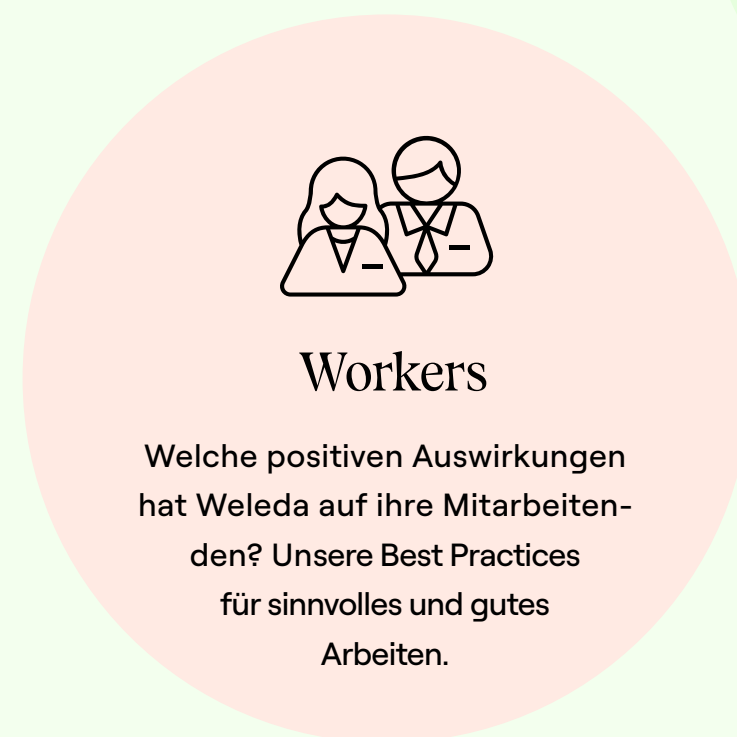 Workers
Welche positiven Auswirkungen
hat Weleda auf ihre Mitarbeiten-
den? Unsere Best Practices
für sinnvolles und gutes
Arbeiten.